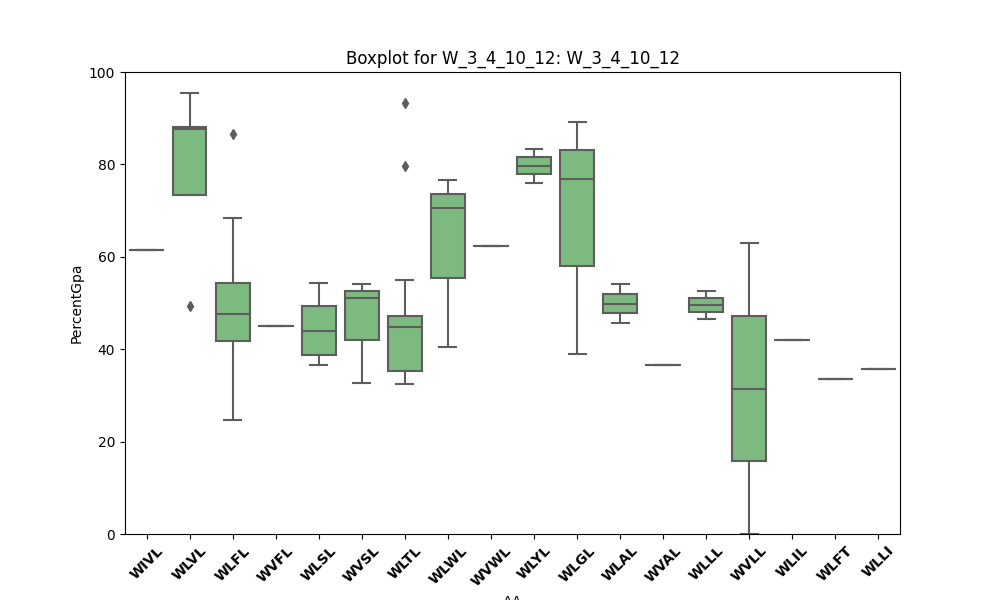 Boxplot for W_3_4_10_12: W_3_4_10_12
100
80
60
40
20
0
PercentGpa
WIVL
WLVL
WLFL
WVFL
WLSL
WVSL
WLTL
WLWL
WVWL
WLYL
WLGL
WLAL
WVAL
WLLL
WVLL
WLIL
WLFT
WLLI
AA